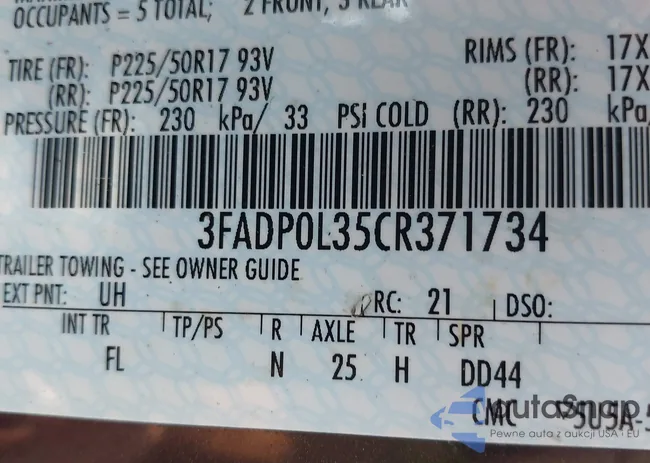 OCCUPANTS = 5 TOTAL; 2 FRONT, 3 REAR
TIRE (FR): P225/50R17 93V RIMS (FR): 17X
(RR): P225/50R17 93V (RR): 17X
PRESSURE (FR): 230 kPa/ 33 PSI COLD (RR): 230 kPa
3FADP0L35CR371734
TRAILER TOWING - SEE OWNER GUIDE
EXT PNT: UH RC: 21 DSO:
INT TR TP/PS R AXLE TR SPR
FL N 25 H DD44
CMC
autoSnap
Pewne auta z aukcji USA i EU